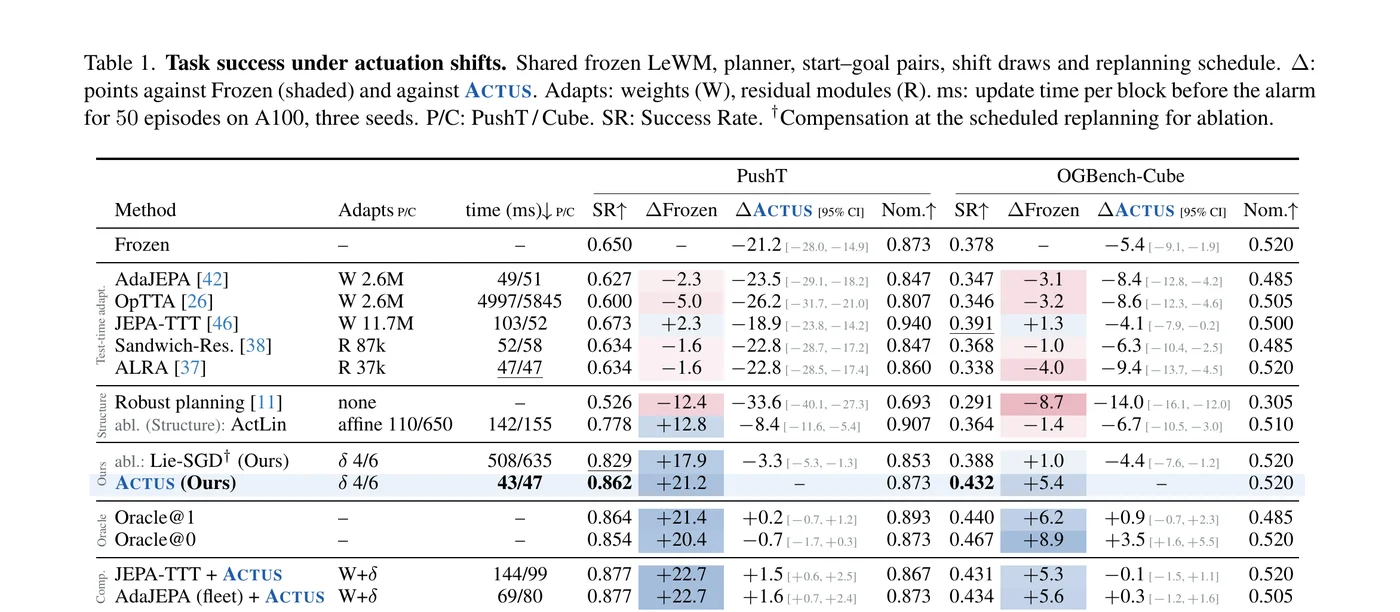 Table 1. Task success under actuation shifts. Shared frozen LeWM, planner, start–goal pairs, shift draws and replanning schedule. Δ:
points against Frozen (shaded) and against ACTUS. Adapts: weights (W), residual modules (R). ms: update time per block before the alarm
for 50 episodes on A100, three seeds. P/C: PushT / Cube. SR: Success Rate. †Compensation at the scheduled replanning for ablation.
PushT OGBench-Cube
Method Adapts P/C time (ms)↓ P/C SR↑ ΔFrozen ΔACTUS [95% CI] Nom.↑ SR↑ ΔFrozen ΔACTUS [95% CI] Nom.↑
Frozen – – 0.650 – −21.2 [−28.0, −14.9] 0.873 0.378 – −5.4 [−9.1, −1.9] 0.520
Test-time adapt.
AdaJEPA [42] W 2.6M 49/51 0.627 −2.3 −23.5 [−29.1, −18.2] 0.847 0.347 −3.1 −8.4 [−12.8, −4.2] 0.485
OpTTA [26] W 2.6M 4997/5845 0.600 −5.0 −26.2 [−31.7, −21.0] 0.807 0.346 −3.2 −8.6 [−12.3, −4.6] 0.505
JEPA-TTT [46] W 11.7M 103/52 0.673 +2.3 −18.9 [−23.8, −14.2] 0.940 0.391 +1.3 −4.1 [−7.9, −0.2] 0.500
Sandwich-Res. [38] R 87k 52/58 0.634 −1.6 −22.8 [−28.7, −17.2] 0.847 0.368 −1.0 −6.3 [−10.4, −2.5] 0.485
ALRA [37] R 37k 47/47 0.634 −1.6 −22.8 [−28.5, −17.4] 0.860 0.338 −4.0 −9.4 [−13.7, −4.5] 0.520
Structure
Robust planning [11] none – 0.526 −12.4 −33.6 [−40.1, −27.3] 0.693 0.291 −8.7 −14.0 [−16.1, −12.0] 0.305
abl. (Structure): ActLin affine 110/650 142/155 0.778 +12.8 −8.4 [−11.6, −5.4] 0.907 0.364 −1.4 −6.7 [−10.5, −3.0] 0.510
Ours
abl.: Lie-SGD† (Ours) δ 4/6 508/635 0.829 +17.9 −3.3 [−5.3, −1.3] 0.853 0.388 +1.0 −4.4 [−7.6, −1.2] 0.520
ACTUS (Ours) δ 4/6 43/47 0.862 +21.2 – 0.873 0.432 +5.4 – 0.520
Oracle
Oracle@1 – – 0.864 +21.4 +0.2 [−0.7, +1.2] 0.893 0.440 +6.2 +0.9 [−0.7, +2.3] 0.485
Oracle@0 – – 0.854 +20.4 −0.7 [−1.7, +0.3] 0.873 0.467 +8.9 +3.5 [+1.6, +5.5] 0.520
Comp.
JEPA-TTT + ACTUS W+δ 144/99 0.877 +22.7 +1.5 [+0.6, +2.5] 0.867 0.431 +5.3 −0.1 [−1.5, +1.1] 0.520
AdaJEPA (fleet) + ACTUS W+δ 69/80 0.877 +22.7 +1.6 [+0.7, +2.4] 0.873 0.434 +5.6 +0.3 [−1.2, +1.6] 0.505